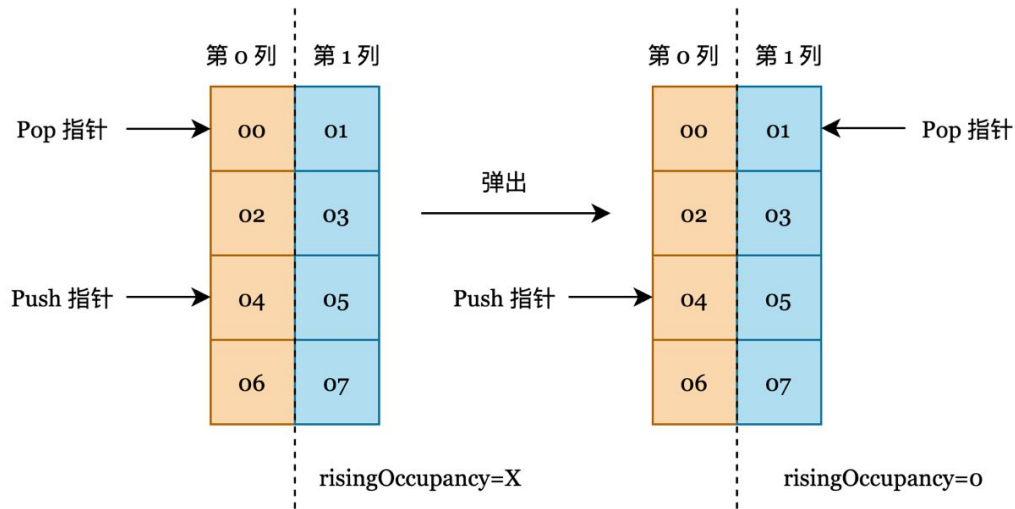 第 0 列 第 1 列 第 0 列 第 1 列
Pop 指针 00 01 00 01 Pop 指针
弹出
02 03 02 03
Push 指针 04 05 Push 指针 04 05
06 07 06 07
risingOccupancy=X risingOccupancy=0